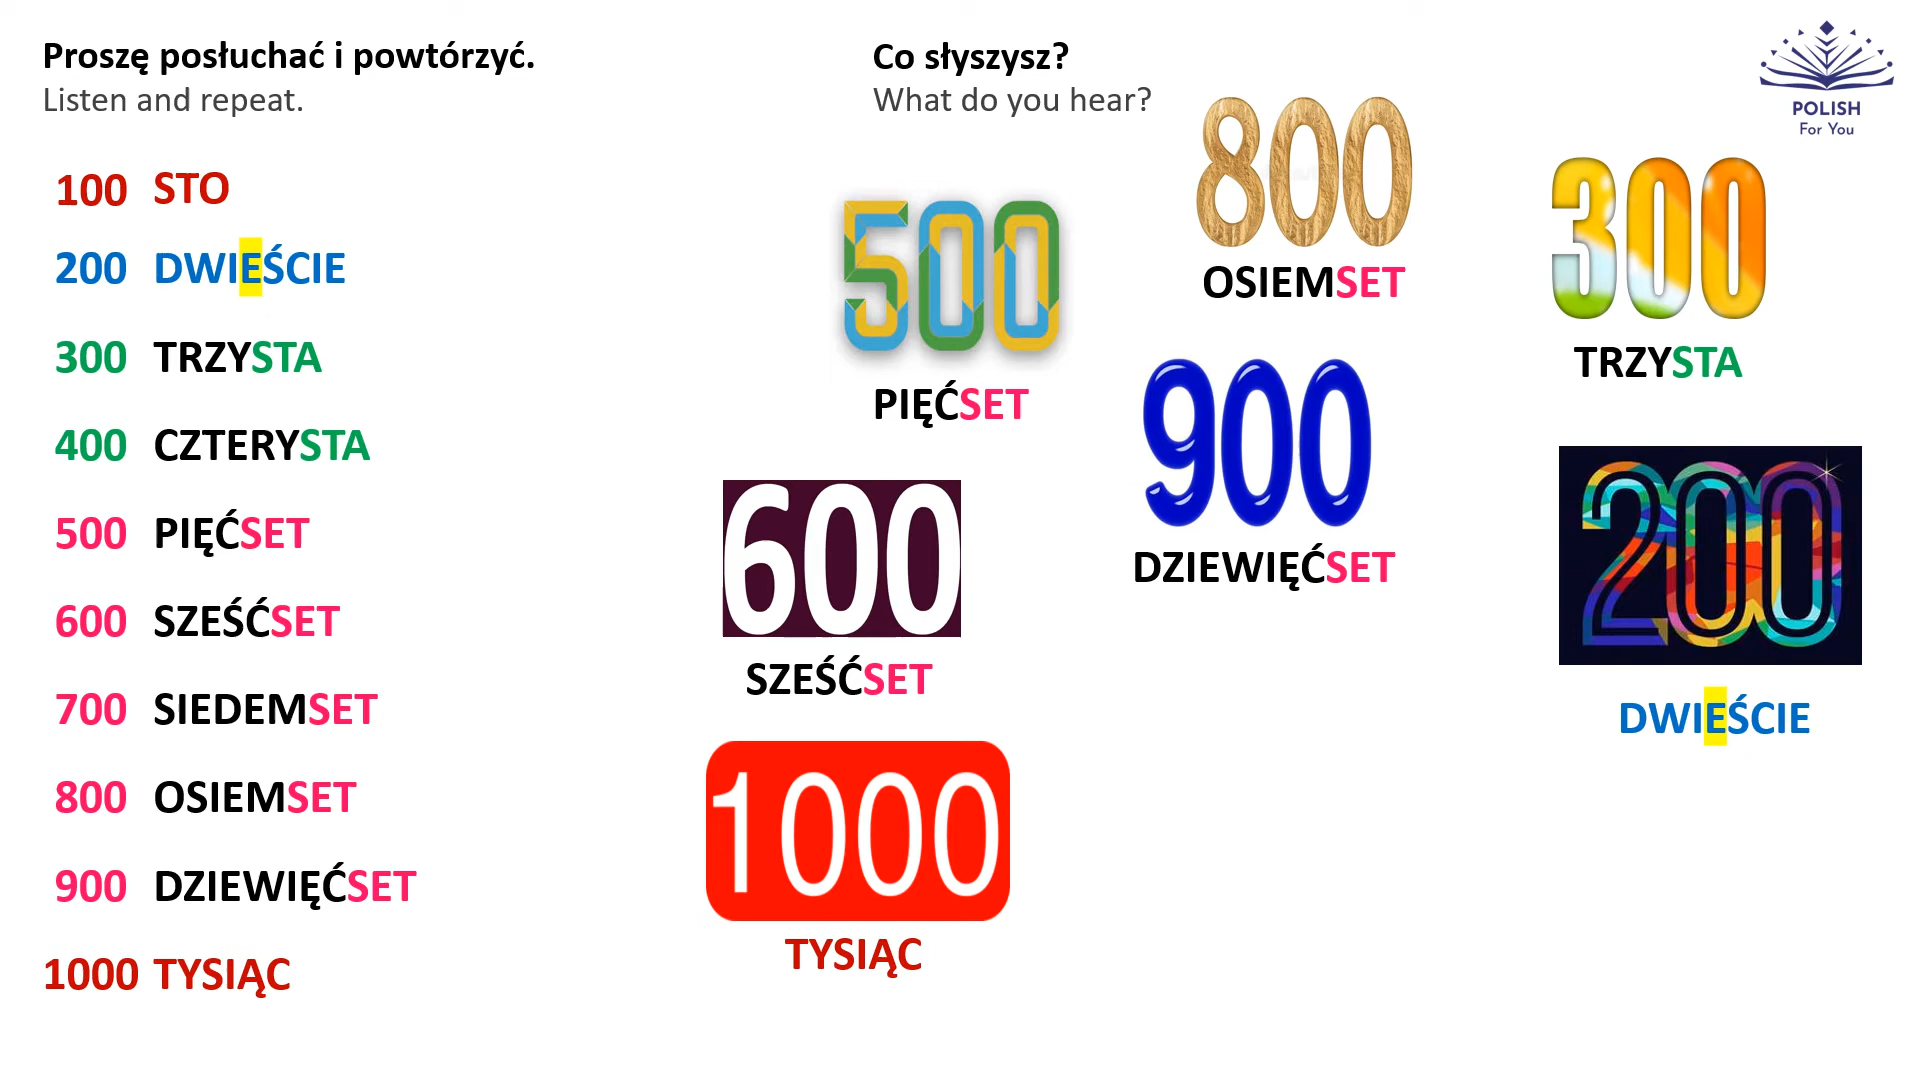 Proszę posłuchać i powtórzyć.
Listen and repeat.
100 STO
200 DWIEŚCIE
300 TRZYSTA
400 CZTERYSTA
500 PIĘĆSET
600 SZEŚĆSET
700 SIEDEMSET
800 OSIEMSET
900 DZIEWIĘĆSET
1000 TYSIĄC
Co słyszysz?
What do you hear?
500
PIĘĆSET
800
OSIEMSET
300
TRZYSTA
900
DZIEWIĘĆSET
600
SZEŚĆSET
200
DWIEŚCIE
1000
TYSIĄC
POLISH
For You